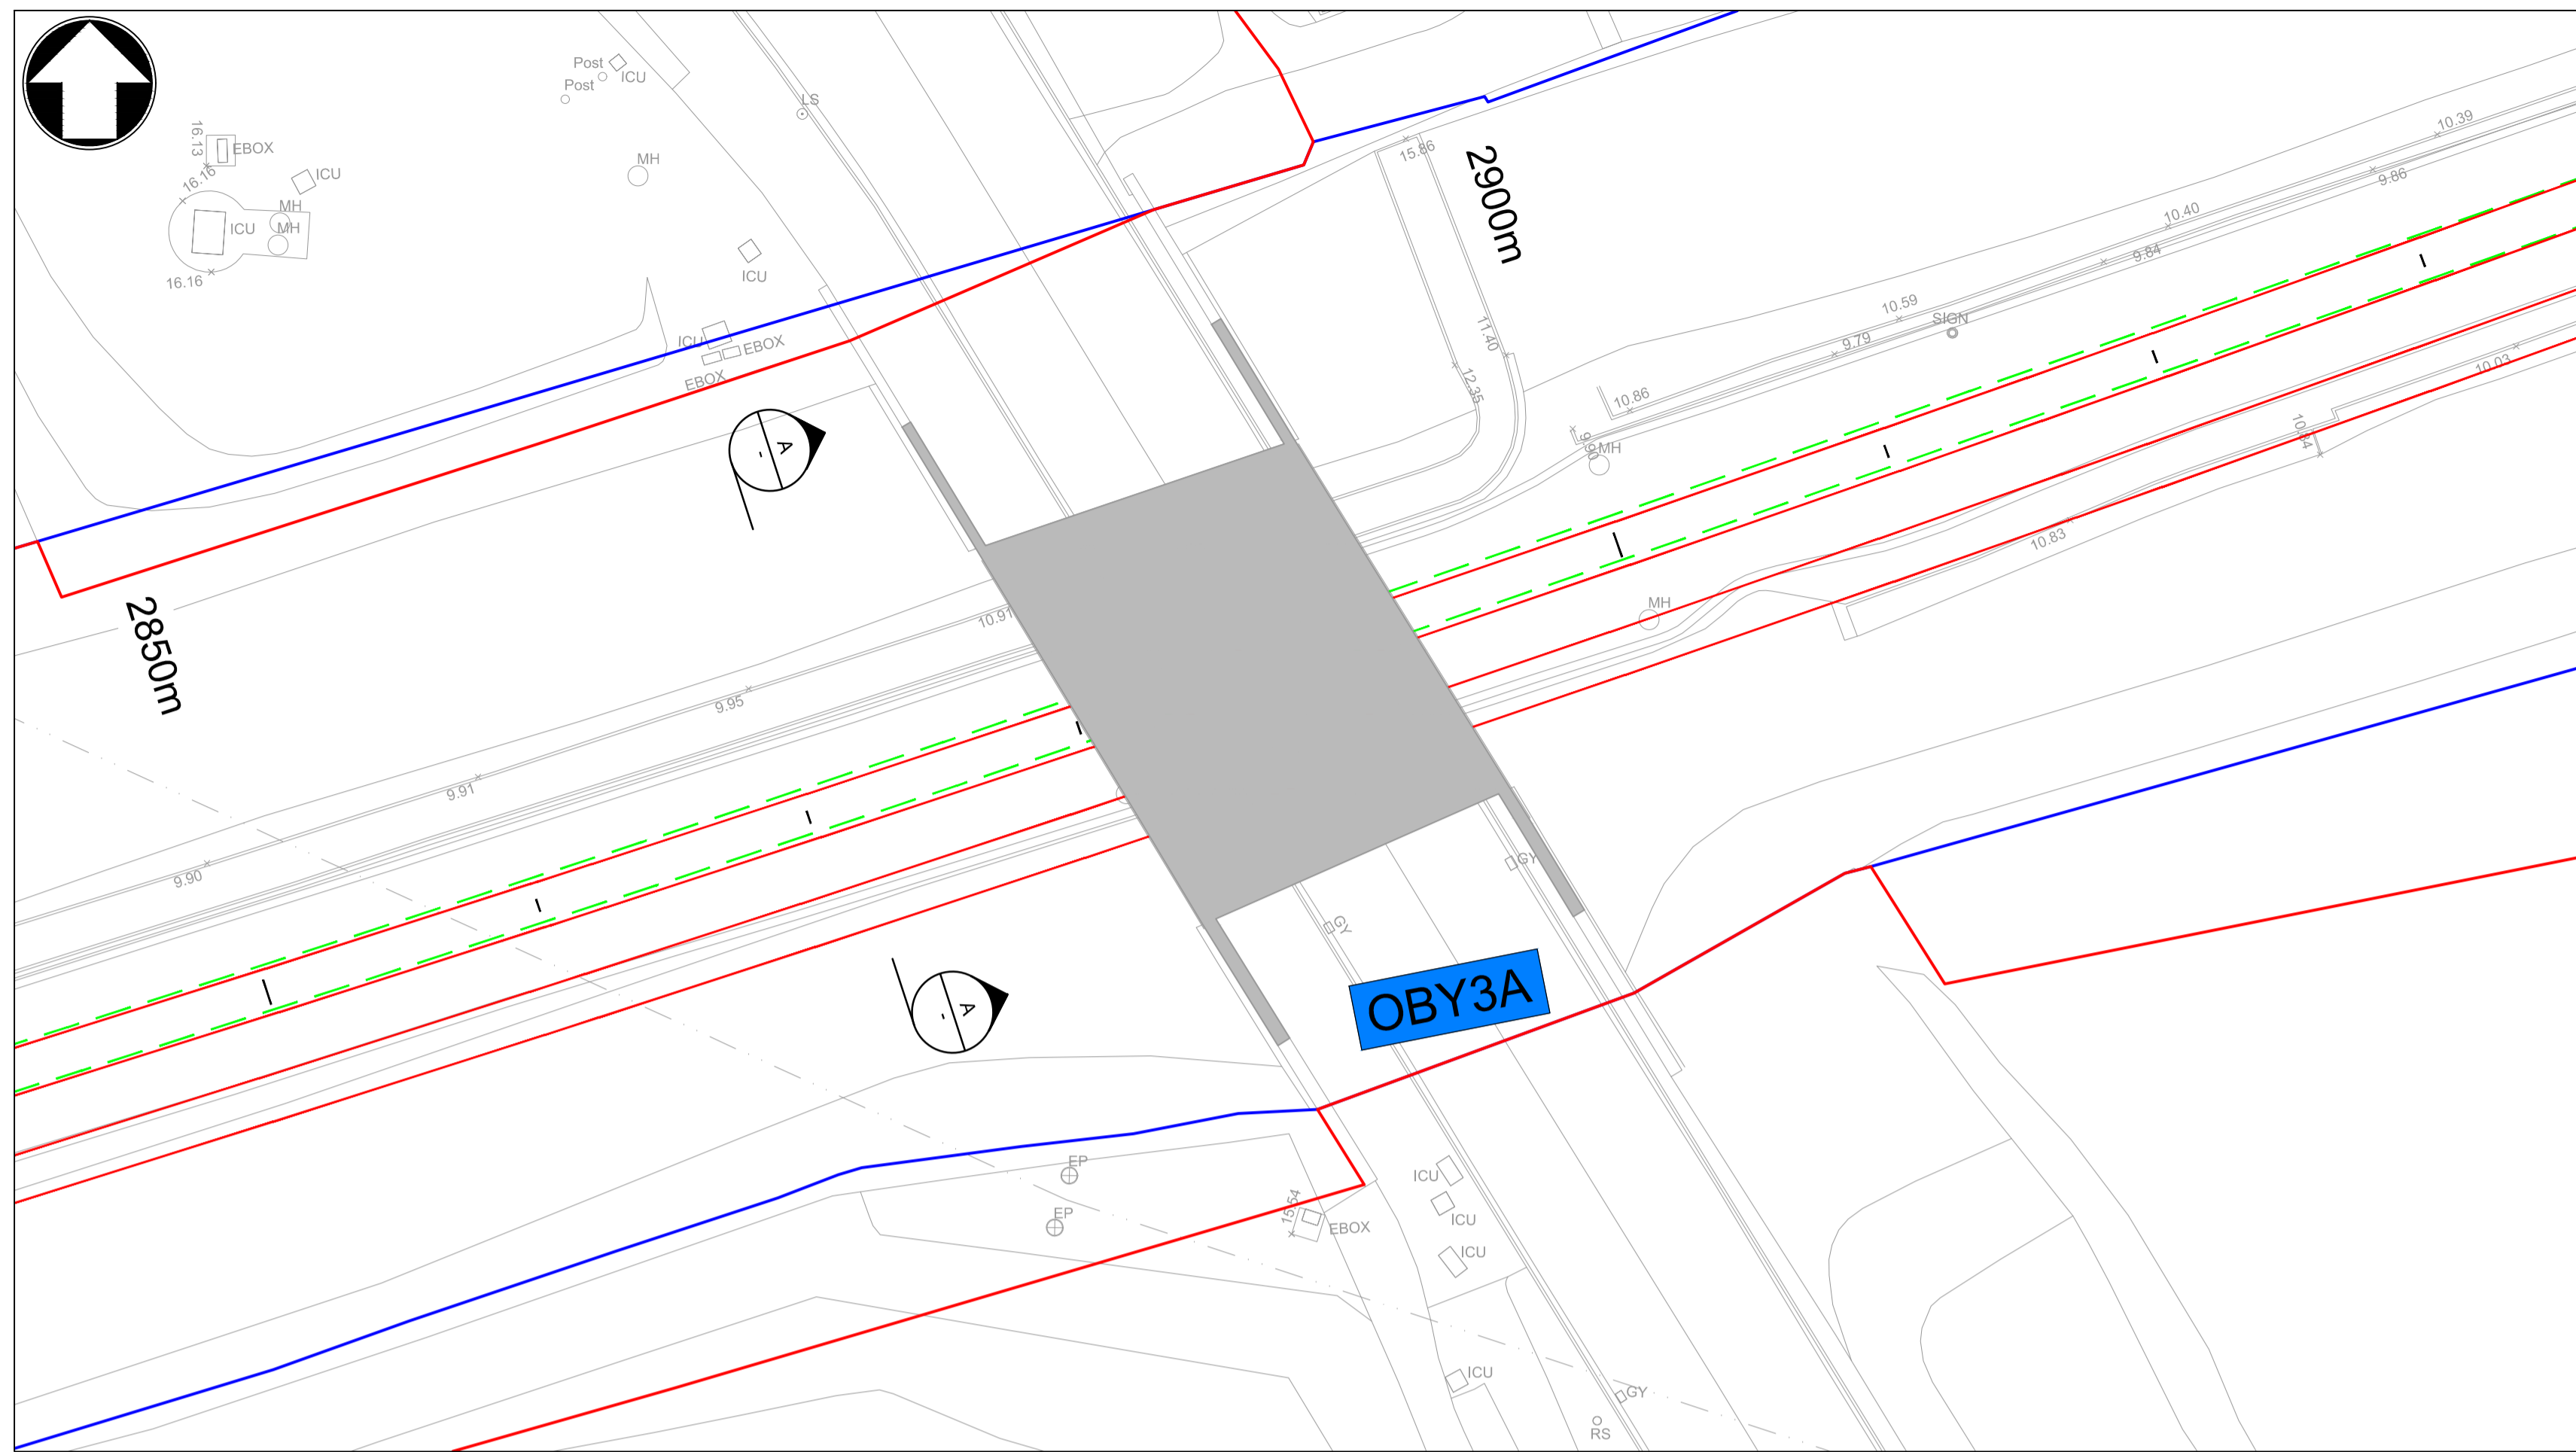 Post
ICU
Post
LS
16.13
EBOX
16.16
ICU
MH
MH
ICU
MH
16.16
ICU
ICU
EBOX
EBOX
A
-
2850m
15.86
2900m
10.39
9.86
10.40
9.84
10.59
SIGN
9.79
11.40
12.35
10.86
9.90
MH
10.03
10.83
MH
10.91
9.95
9.91
9.90
A
-
GY
GY
OBY3A
EP
EP
EBOX
ICU
ICU
ICU
ICU
GY
RS